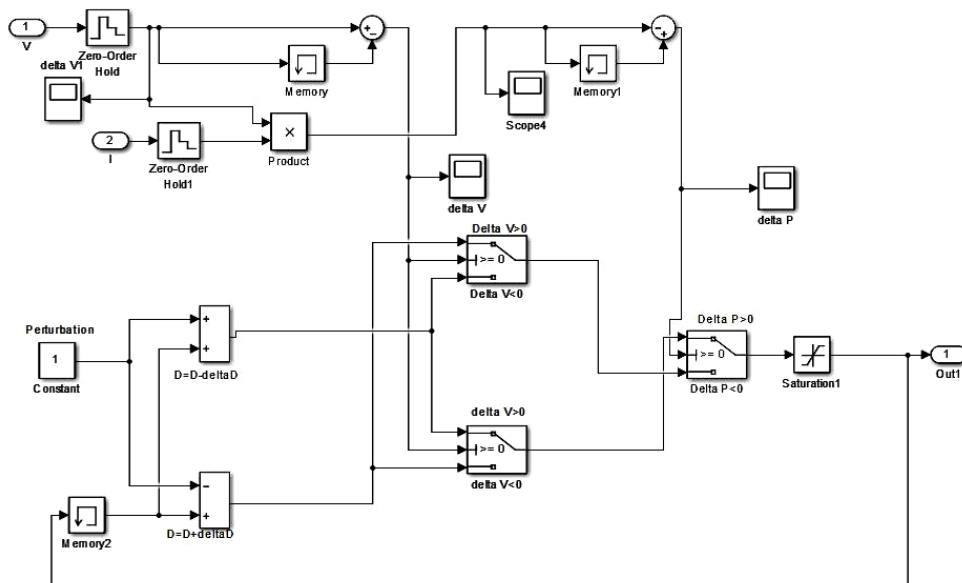 1
V
Zero-Order
Hold
delta V1
Memory
Memory1
Scope4
2
I
Zero-Order
Hold1
×
Product
delta V
delta P
Delta V>0
>= 0
Delta V<0
Perturbation
1
Constant
+
+
D=D-deltaD
Delta P>0
>= 0
Delta P<0
Saturation1
1
Out1
delta V>0
>= 0
delta V<0
Memory2
−
+
D=D+deltaD